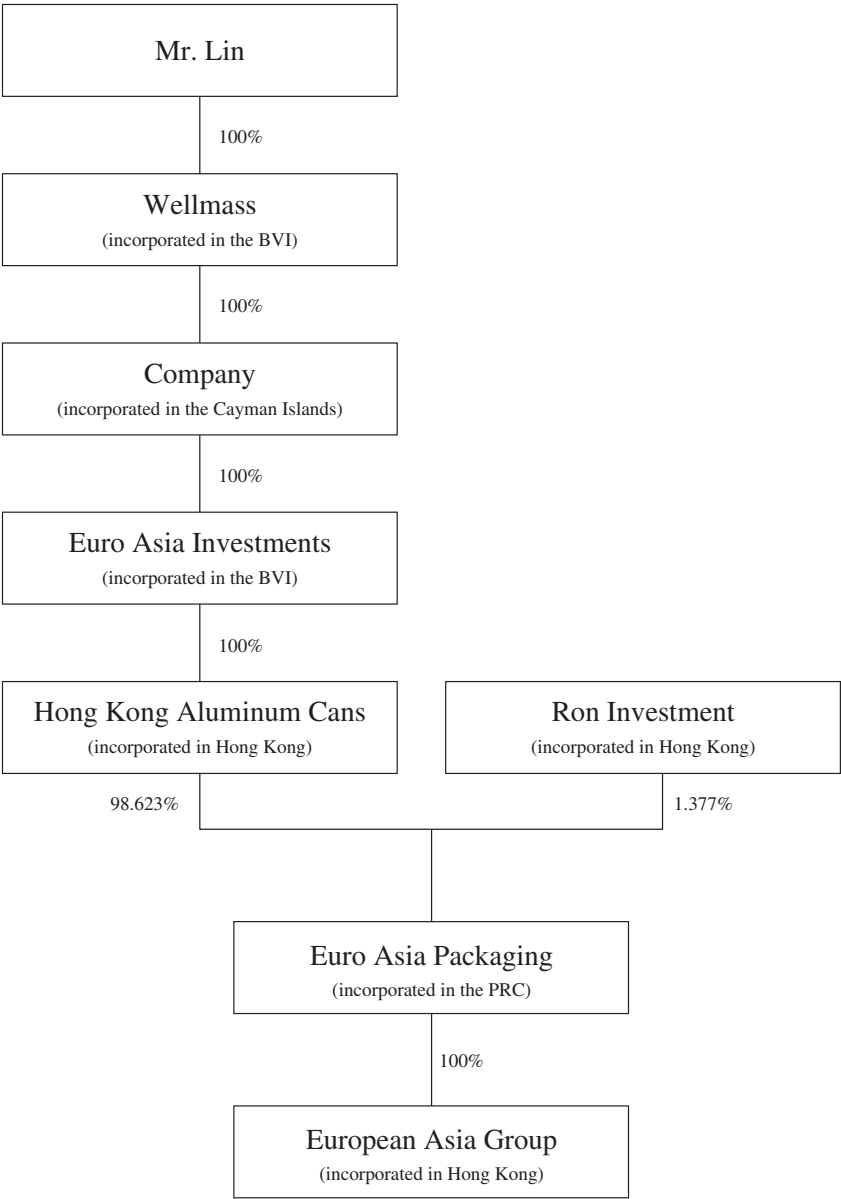 Mr. Lin
100%
Wellmass
(incorporated in the BVI)
100%
Company
(incorporated in the Cayman Islands)
100%
Euro Asia Investments
(incorporated in the BVI)
100%
Hong Kong Aluminum Cans
(incorporated in Hong Kong)
Ron Investment
(incorporated in Hong Kong)
98.623%
1.377%
Euro Asia Packaging
(incorporated in the PRC)
100%
European Asia Group
(incorporated in Hong Kong)